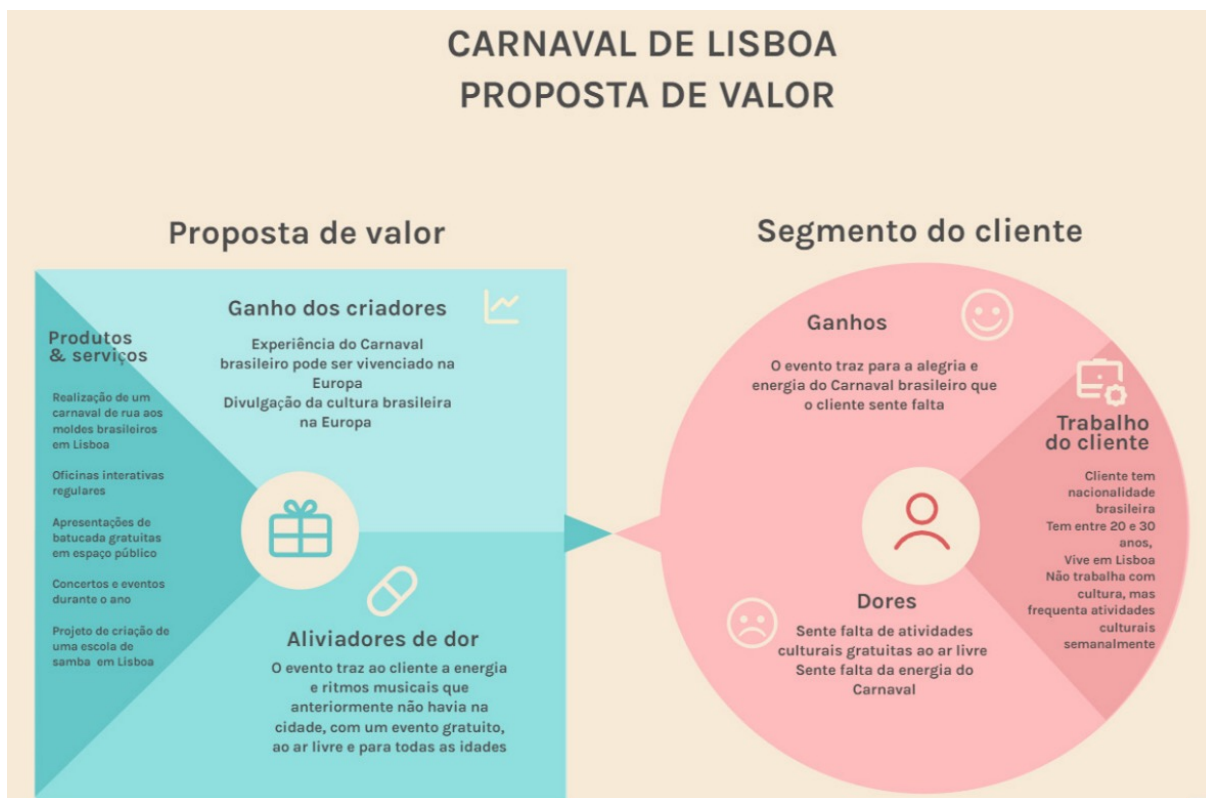 CARNAVAL DE LISBOA
PROPOSTA DE VALOR
Proposta de valor
Produtos
& serviços
Realização de um
carnaval de rua aos
moldes brasileiros
em Lisboa
Oficinas interativas
regulares
Apresentações de
batucada gratuitas
em espaço público
Concertos e eventos
durante o ano
Projeto de criação de
uma escola de
samba em Lisboa
Ganho dos criadores
Experiência do Carnaval
brasileiro pode ser vivenciado na
Europa
Divulgação da cultura brasileira
na Europa
Aliviadores de dor
O evento traz ao cliente a energia
e ritmos musicais que
anteriormente não havia na
cidade, com um evento gratuito,
ao ar livre e para todas as idades
Segmento do cliente
Ganhos
O evento traz para a alegria e
energia do Carnaval brasileiro que
o cliente sente falta
Trabalho
do cliente
Cliente tem
nacionalidade
brasileira
Tem entre 20 e 30
anos,
Vive em Lisboa
Não trabalha com
cultura, mas
frequenta atividades
culturais
semanalmente
Dores
Sente falta de atividades
culturais gratuitas ao ar livre
Sente falta da energia do
Carnaval